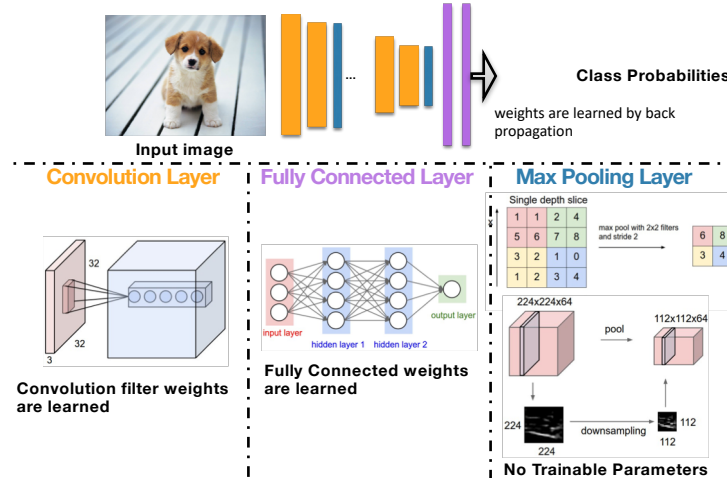 ...
Class Probabilities
weights are learned by back
propagation
Input image
Convolution Layer
32
32
3
Convolution filter weights
are learned
Fully Connected Layer
input layer
hidden layer 1
hidden layer 2
output layer
Fully Connected weights
are learned
Max Pooling Layer
Single depth slice
x
1 1 2 4
5 6 7 8
3 2 1 0
1 2 3 4
max pool with 2x2 filters
and stride 2
6 8
3 4
224x224x64
112x112x64
pool
224
224
downsampling
112
112
No Trainable Parameters